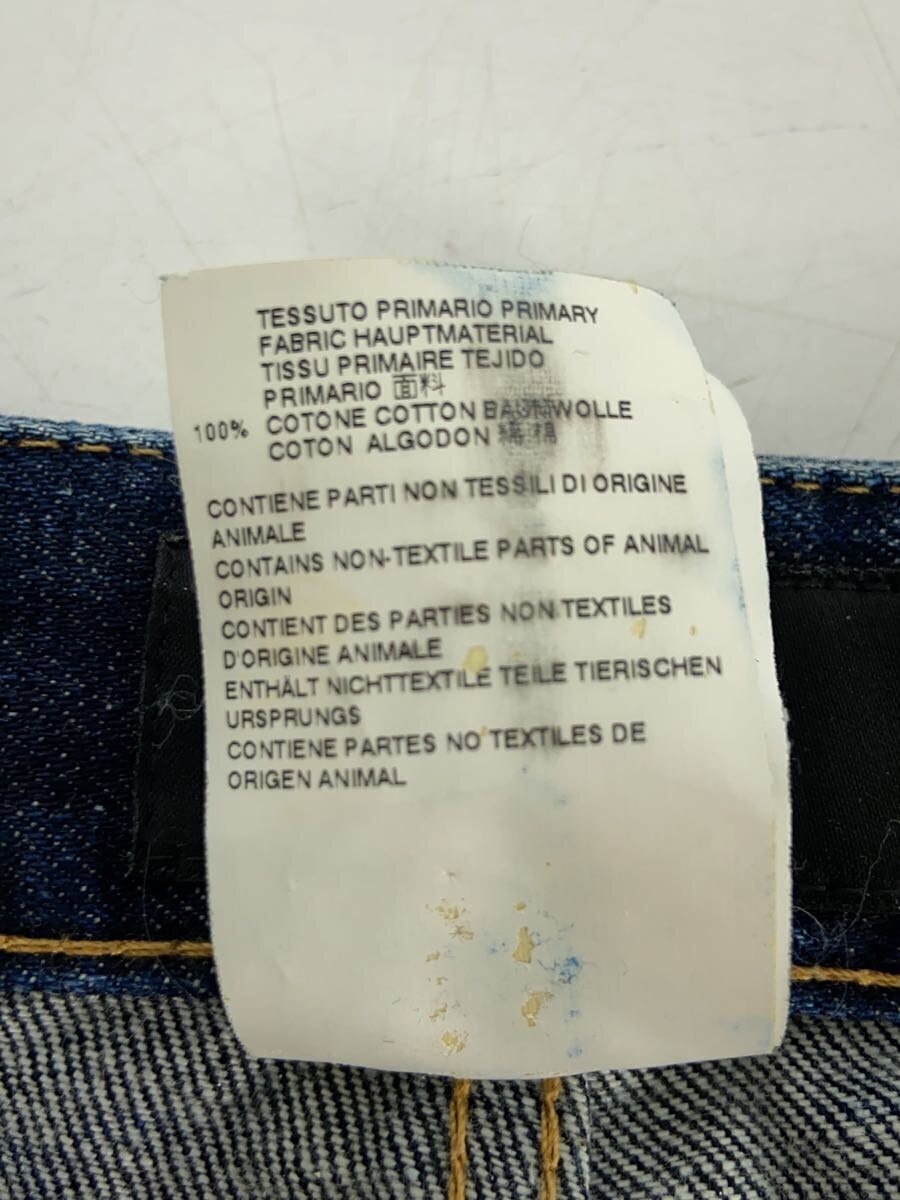 TESSUTO PRIMARIO PRIMARY
FABRIC HAUPTMATERIAL
TISSU PRIMAIRE TEJIDO
PRIMARIO 面料
100% COTONE COTTON BAUMWOLLE
COTON ALGODON 綿 棉
CONTIENE PARTI NON TESSILI DI ORIGINE
ANIMALE
CONTAINS NON-TEXTILE PARTS OF ANIMAL
ORIGIN
CONTIENT DES PARTIES NON TEXTILES
D'ORIGINE ANIMALE
ENTHÄLT NICHTTEXTILE TEILE TIERISCHEN
URSPRUNGS
CONTIENE PARTES NO TEXTILES DE
ORIGEN ANIMAL